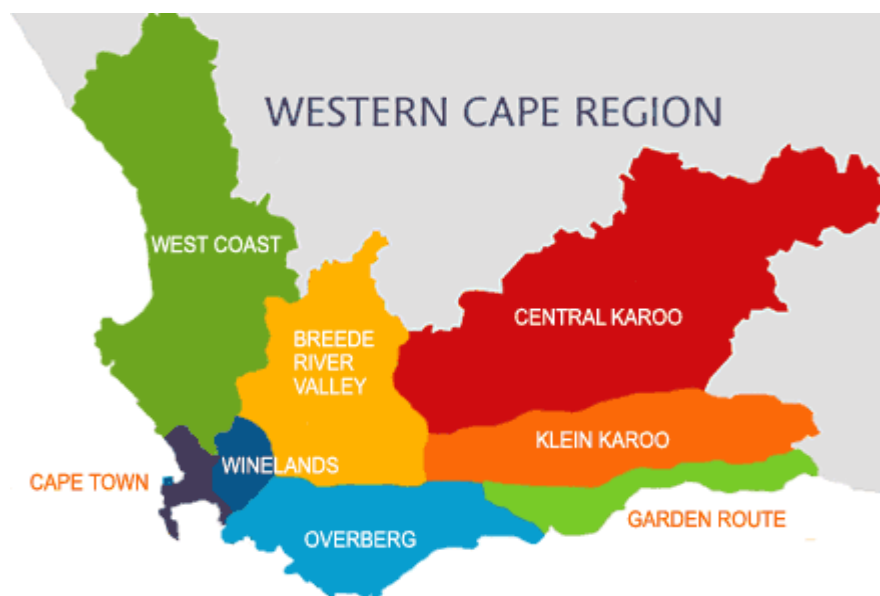 WESTERN CAPE REGION
WEST COAST
CENTRAL KAROO
BREEDE
RIVER
VALLEY
KLEIN KAROO
WINELANDS
CAPE TOWN
GARDEN ROUTE
OVERBERG